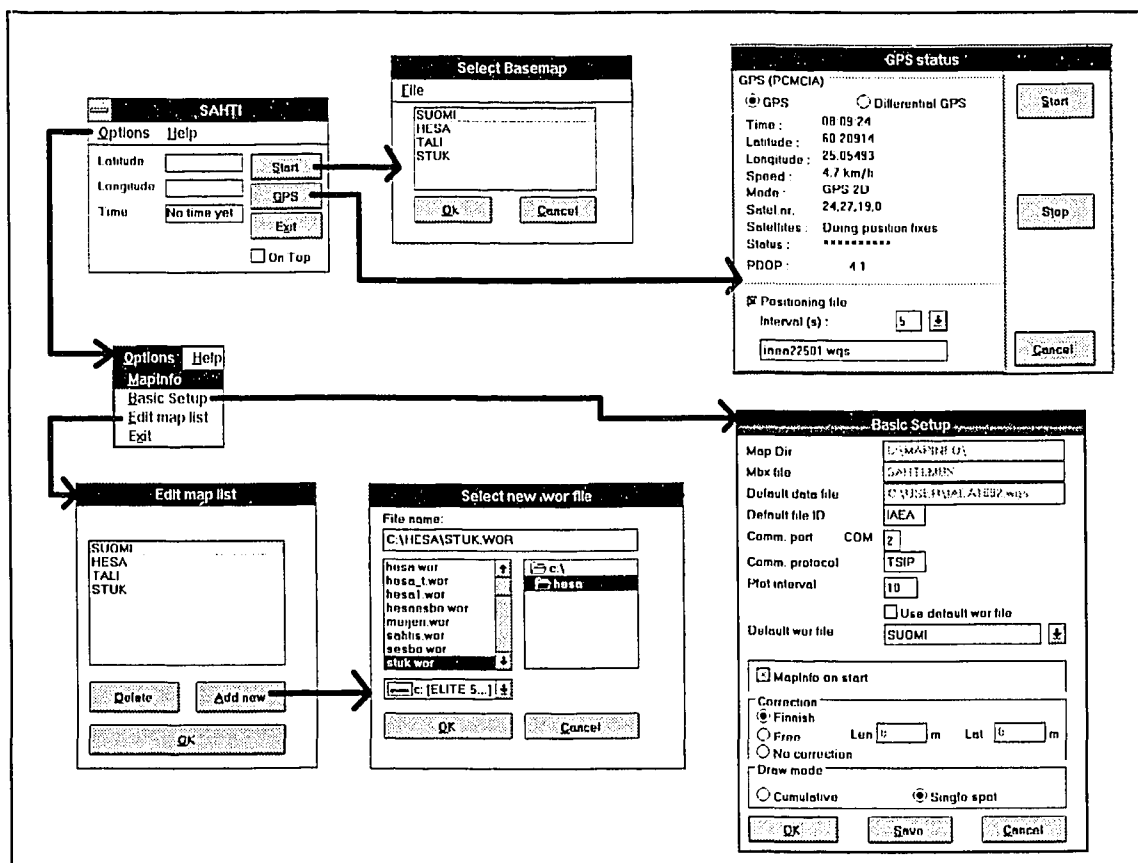 SAHTI
Options Help
Latitude
Longitude
Time No time yet
Start
GPS
Exit
On Top
Select Basemap
File
SUOMI
HESA
TALI
STUK
Ok Cancel
GPS status
GPS (PCMCIA)
GPS Differential GPS
Time : 08:09:24
Latitude : 60.20914
Longitude : 25.05493
Speed : 4.7 km/h
Mode : GPS 2D
Satel nr. 24,27,19,0
Satellites : Doing position fixes
Status : **********
PDOP : 4.1
Positioning file
Interval (s) : 5
Start
Stop
Cancel
Options Help
MapInfo
Basic Setup
Edit map list
Exit
Edit map list
SUOMI
HESA
TALI
STUK
Delete Add new
OK
Select new .wor file
File name:
C:\HESA\STUK.WOR
hesa.wor
hesa_t.wor
hesa1.wor
hesaesbo.wor
sahtis.wor
sesbo.wor
stuk.wor
c:\
hesa
c: [ELITE 5...]
OK Cancel
Basic Setup
Map Dir
Mbx file SAHTI.MBX
Default data file
Default file ID IAEA
Comm. port COM 2
Comm. protocol TSIP
Plot interval 10
Use default wor file
Default wor file SUOMI
MapInfo on start
Correction
Finnish
Free Lon 0 m Lat 0 m
No correction
Draw mode
Cumulative Single spot
OK Save Cancel